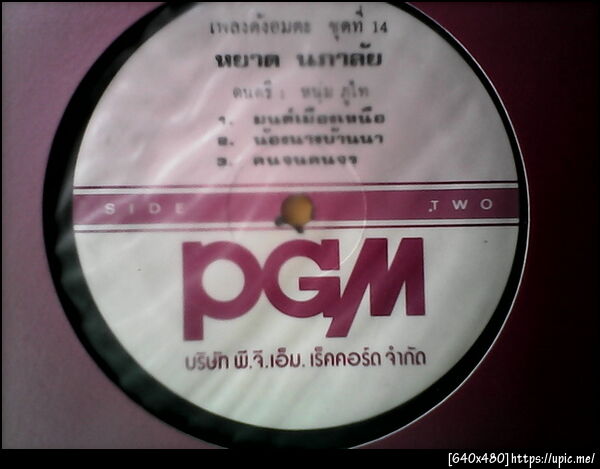 เพลงดังอมตะ ชุดที่ 14
หยาด นภาลัย
ดนตรี : หนุ่ม ภูไท
๑. มนต์เมืองเหนือ
๒. น้องนางบ้านนา
๓. คนจนคนจร
SIDE TWO
PGM
บริษัท พี.จี.เอ็ม. เร็คคอร์ด จำกัด
[640x480]https://upic.me/